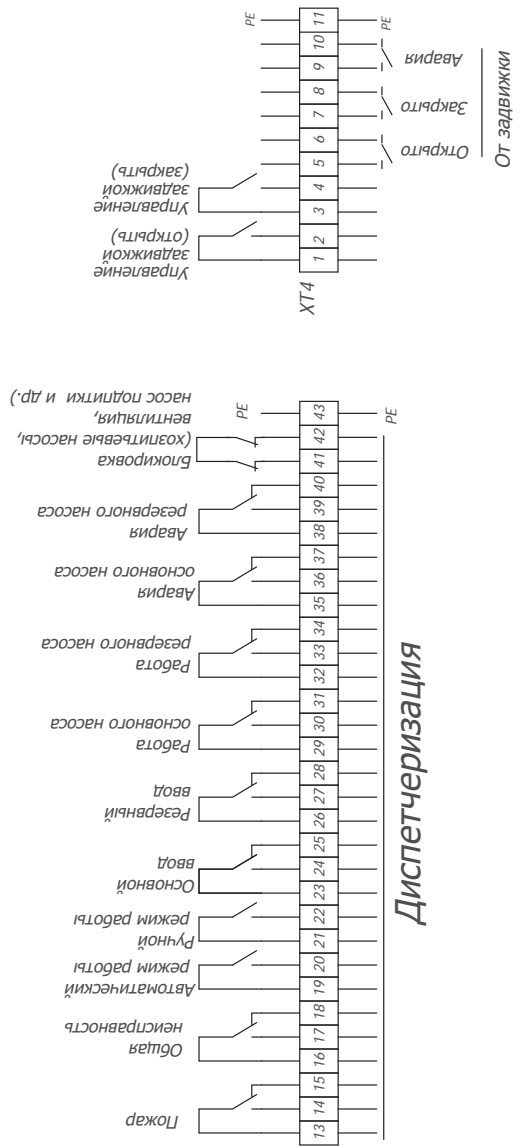 Пожар
Общая
неисправность
Автоматический
режим работы
Ручной
режим работы
Основной
ввод
Резервный
ввод
Работа
основного насоса
Работа
резервного насоса
Авария
основного насоса
Авария
резервного насоса
Блокировка
(хозпитьевые насосы,
вентиляция,
насос подпитки и др.)
PE
13 14 15 16 17 18 19 20 21 22 23 24 25 26 27 28 29 30 31 32 33 34 35 36 37 38 39 40 41 42 43
PE
Диспетчеризация
Управление
задвижкой
(открыть)
Управление
задвижкой
(закрыть)
PE
XT4
1 2 3 4 5 6 7 8 9 10 11
Открыто
Закрыто
Авария
PE
От задвижки